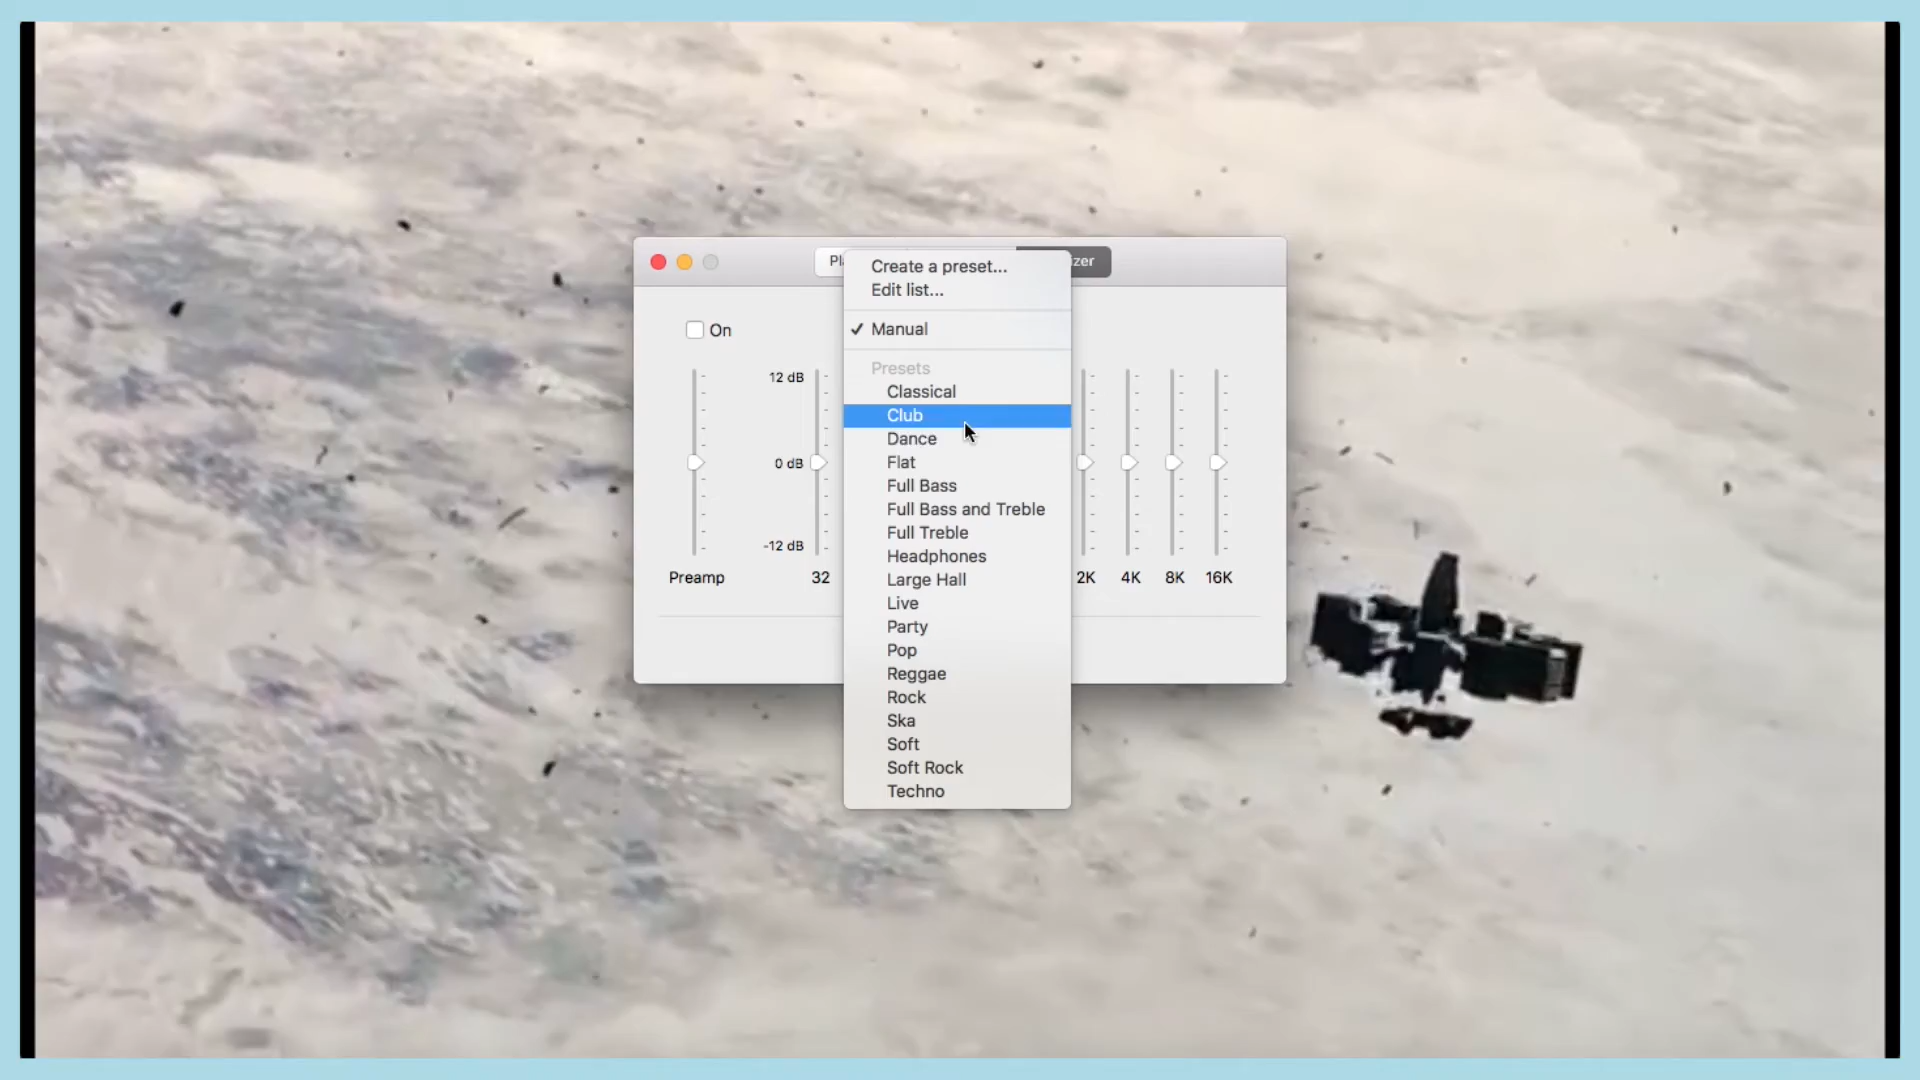 Create a preset...
Edit list...
✓ Manual
On
Presets
Classical
Club
Dance
Flat
Full Bass
Full Bass and Treble
Full Treble
Headphones
Large Hall
Live
Party
Pop
Reggae
Rock
Ska
Soft
Soft Rock
Techno
12 dB
0 dB
-12 dB
Preamp 32 2K 4K 8K 16K